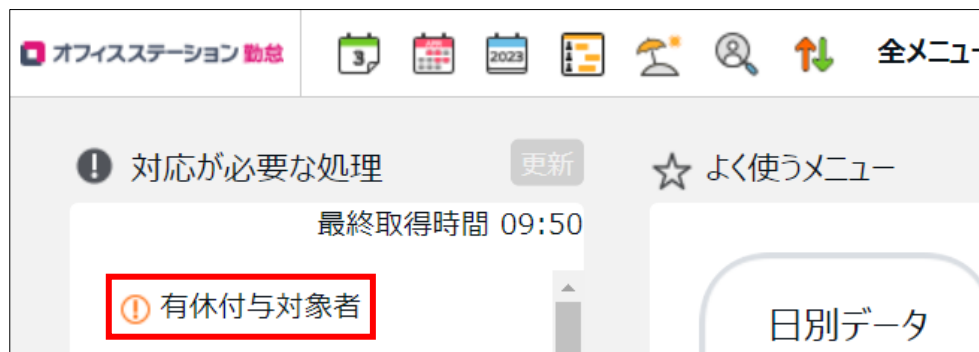 オフィスステーション 勤怠
3
2023
全メニュー
対応が必要な処理
更新
よく使うメニュー
最終取得時間 09:50
有休付与対象者
日別データ